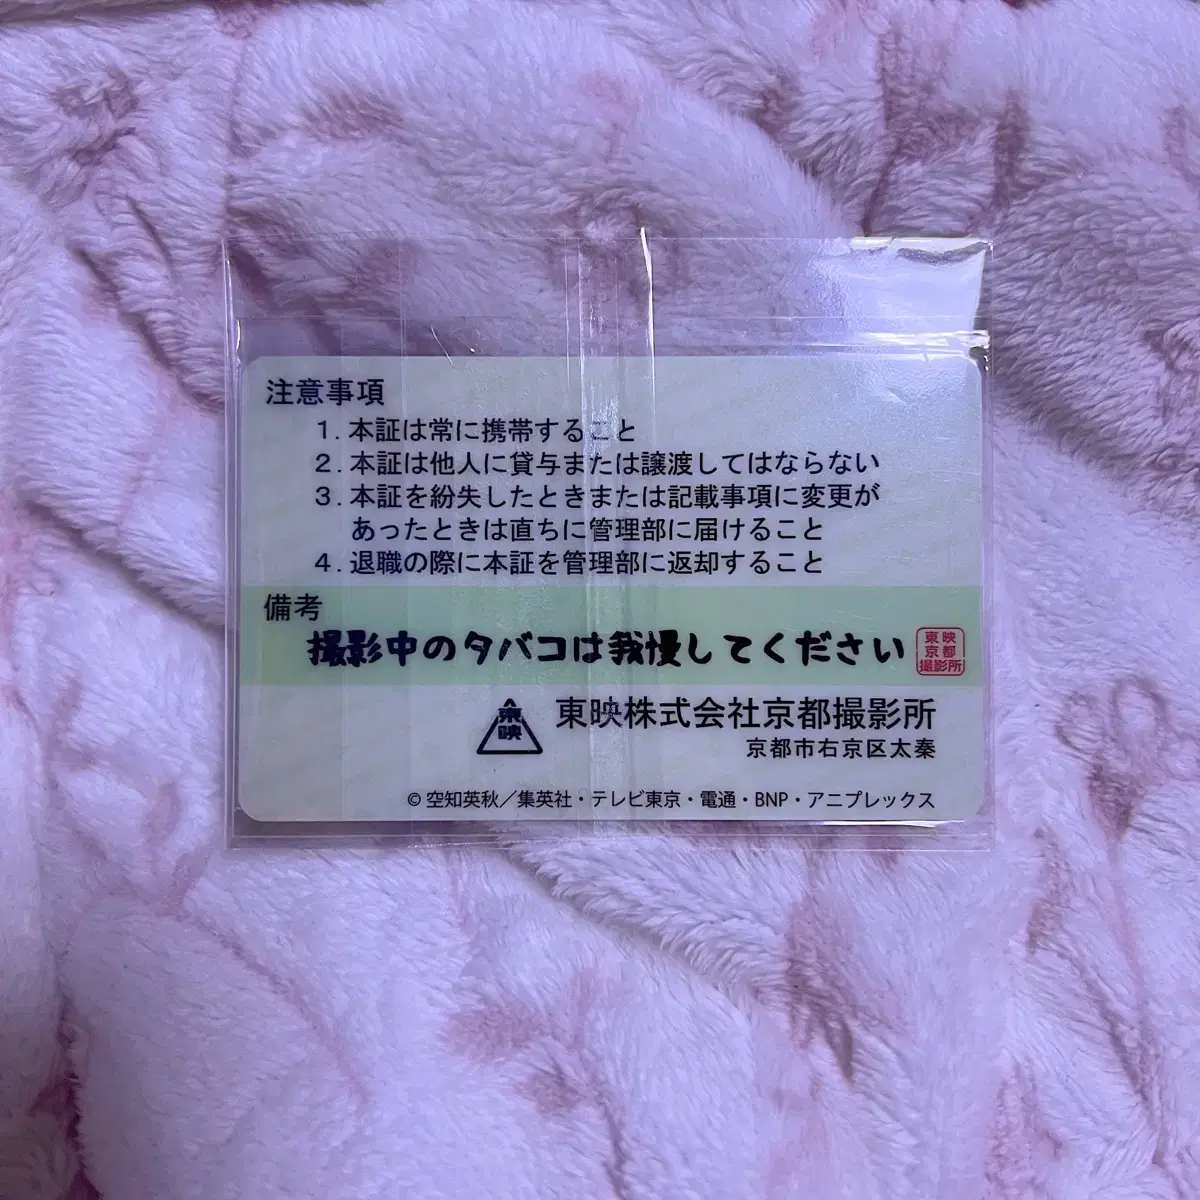 注意事項
1. 本証は常に携帯すること
2. 本証は他人に貸与または譲渡してはならない
3. 本証を紛失したときまたは記載事項に変更が
あったときは直ちに管理部に届けること
4. 退職の際に本証を管理部に返却すること
備考
撮影中のタバコは我慢してください
東映
京都
撮影所
東映
東映株式会社京都撮影所
京都市右京区太秦
© 空知英秋／集英社・テレビ東京・電通・BNP・アニプレックス